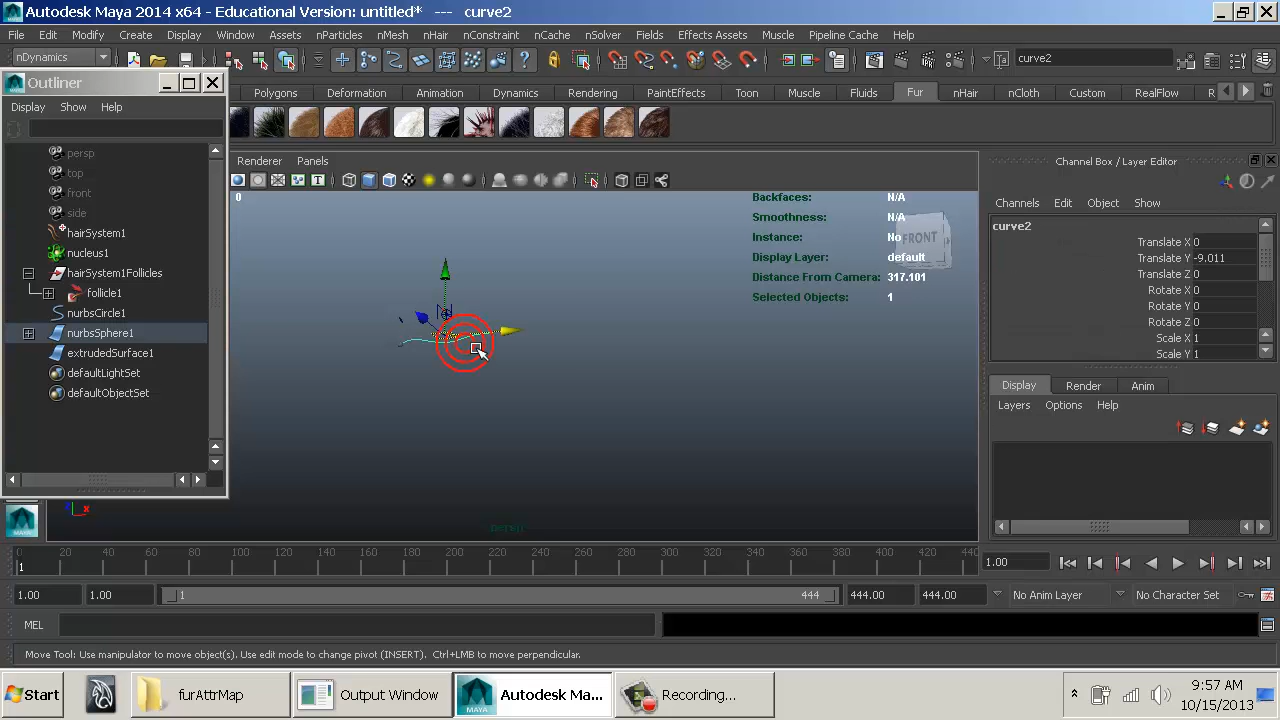 Autodesk Maya 2014 x64 - Educational Version: untitled*   ---   curve2
File Edit Modify Create Display Window Assets nParticles nMesh nHair nConstraint nCache nSolver Fields Effects Assets Muscle Pipeline Cache
nDynamics
curve2
Outliner
Polygons Deformation Animation Dynamics Rendering PaintEffects Toon Muscle Fluids Fur nHair nCloth Custom RealFlow R
Display Show Help
persp
top
front
side
hairSystem1
nucleus1
hairSystem1Follicles
follicle1
nurbsCircle1
nurbsSphere1
extrudedSurface1
defaultLightSet
defaultObjectSet
Renderer Panels
0
Backfaces: N/A
Smoothness: N/A
Instance: No
Display Layer: default
Distance From Camera: 317.101
Selected Objects: 1
FRONT
persp
x
Channel Box / Layer Editor
Channels Edit Object Show
curve2
Translate X 0
Translate Y -9.011
Translate Z 0
Rotate X 0
Rotate Y 0
Rotate Z 0
Scale X 1
Scale Y 1
Display Render Anim
Layers Options Help
0 20 40 60 80 100 120 140 160 180 200 220 240 260 280 300 320 340 360 380 400 420 440
1
1.00
1.00 1.00 1 444 444.00 444.00 No Anim Layer No Character Set
MEL
Move Tool: Use manipulator to move object(s). Use edit mode to change pivot (INSERT). Ctrl+LMB to move perpendicular.
Start furAttrMap Output Window Autodesk Ma... Recording...
9:57 AM
10/15/2013